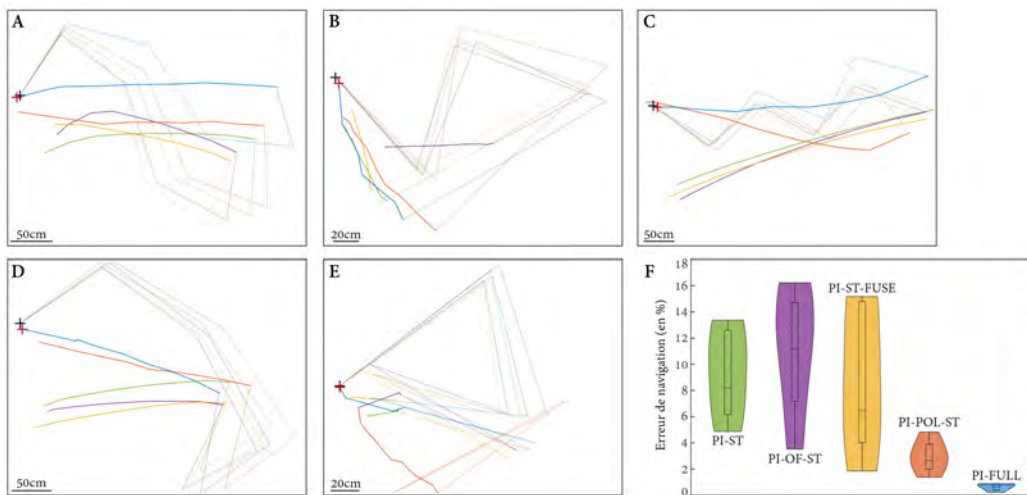 A
50cm
B
20cm
C
50cm
D
50cm
E
20cm
F
Erreur de navigation (en %)
18
16
14
12
10
8
6
4
2
0
PI-ST
PI-OF-ST
PI-ST-FUSE
PI-POL-ST
PI-FULL